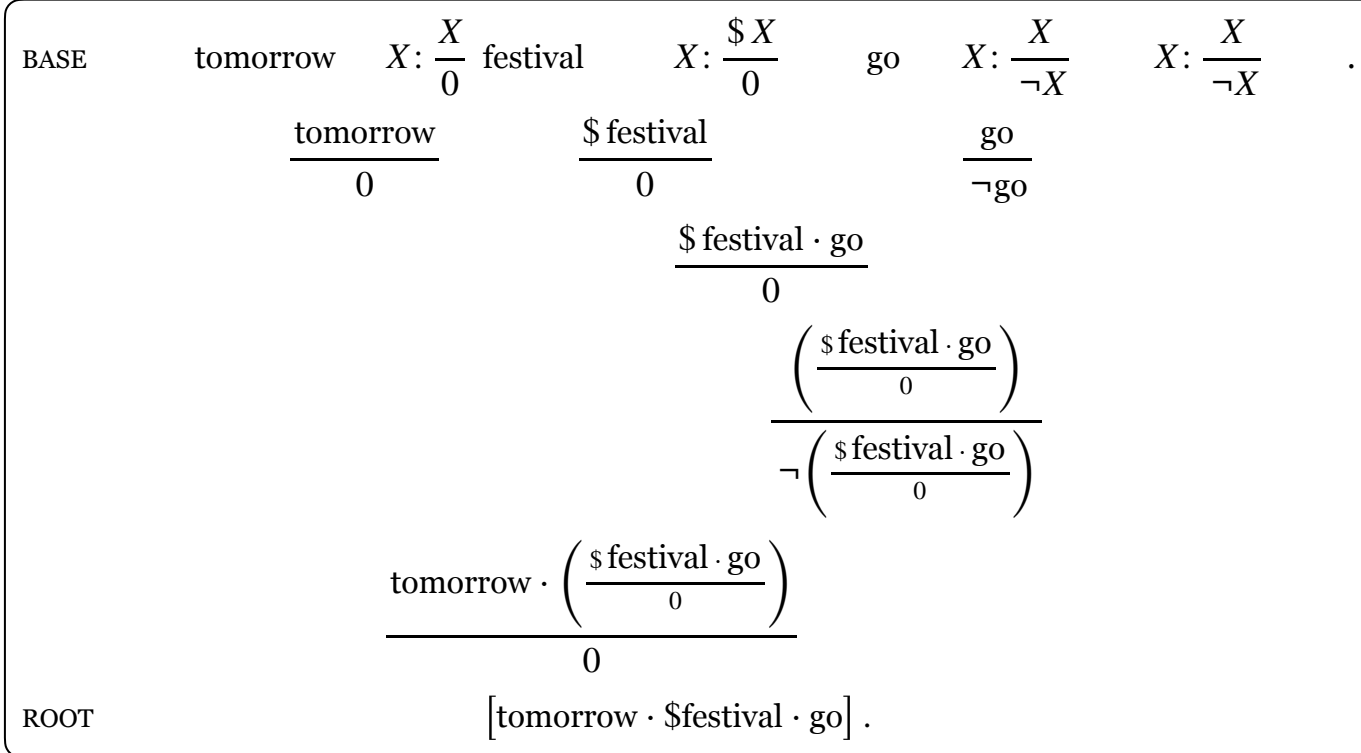 BASE tomorrow X: X/0 festival X: $X/0 go X: X/¬X X: X/¬X .
tomorrow/0 $festival/0 go/¬go
$festival · go/0
($festival · go/0)/¬($festival · go/0)
tomorrow · ($festival · go/0)/0
ROOT [tomorrow · $festival · go] .